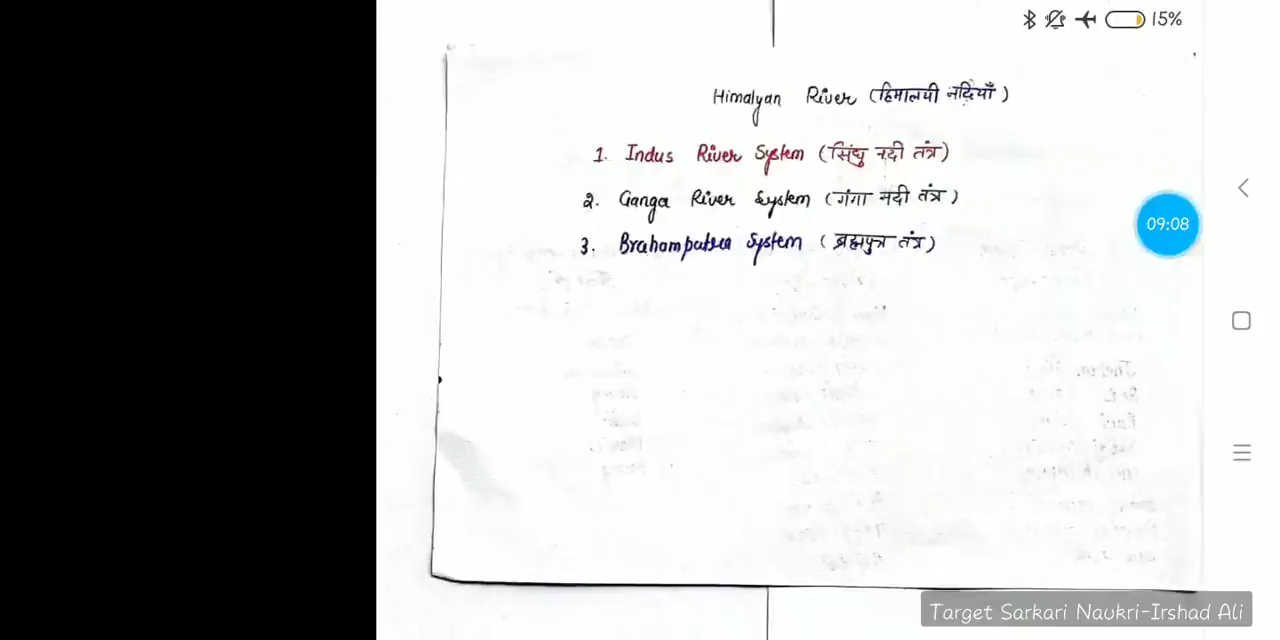 15%
Himalyan River (हिमालयी नदियाँ)
1. Indus River System (सिंधु नदी तंत्र)
2. Ganga River System (गंगा नदी तंत्र)
3. Brahamputra System (ब्रह्मपुत्र तंत्र)
09:08
Target Sarkari Naukri-Irshad Ali